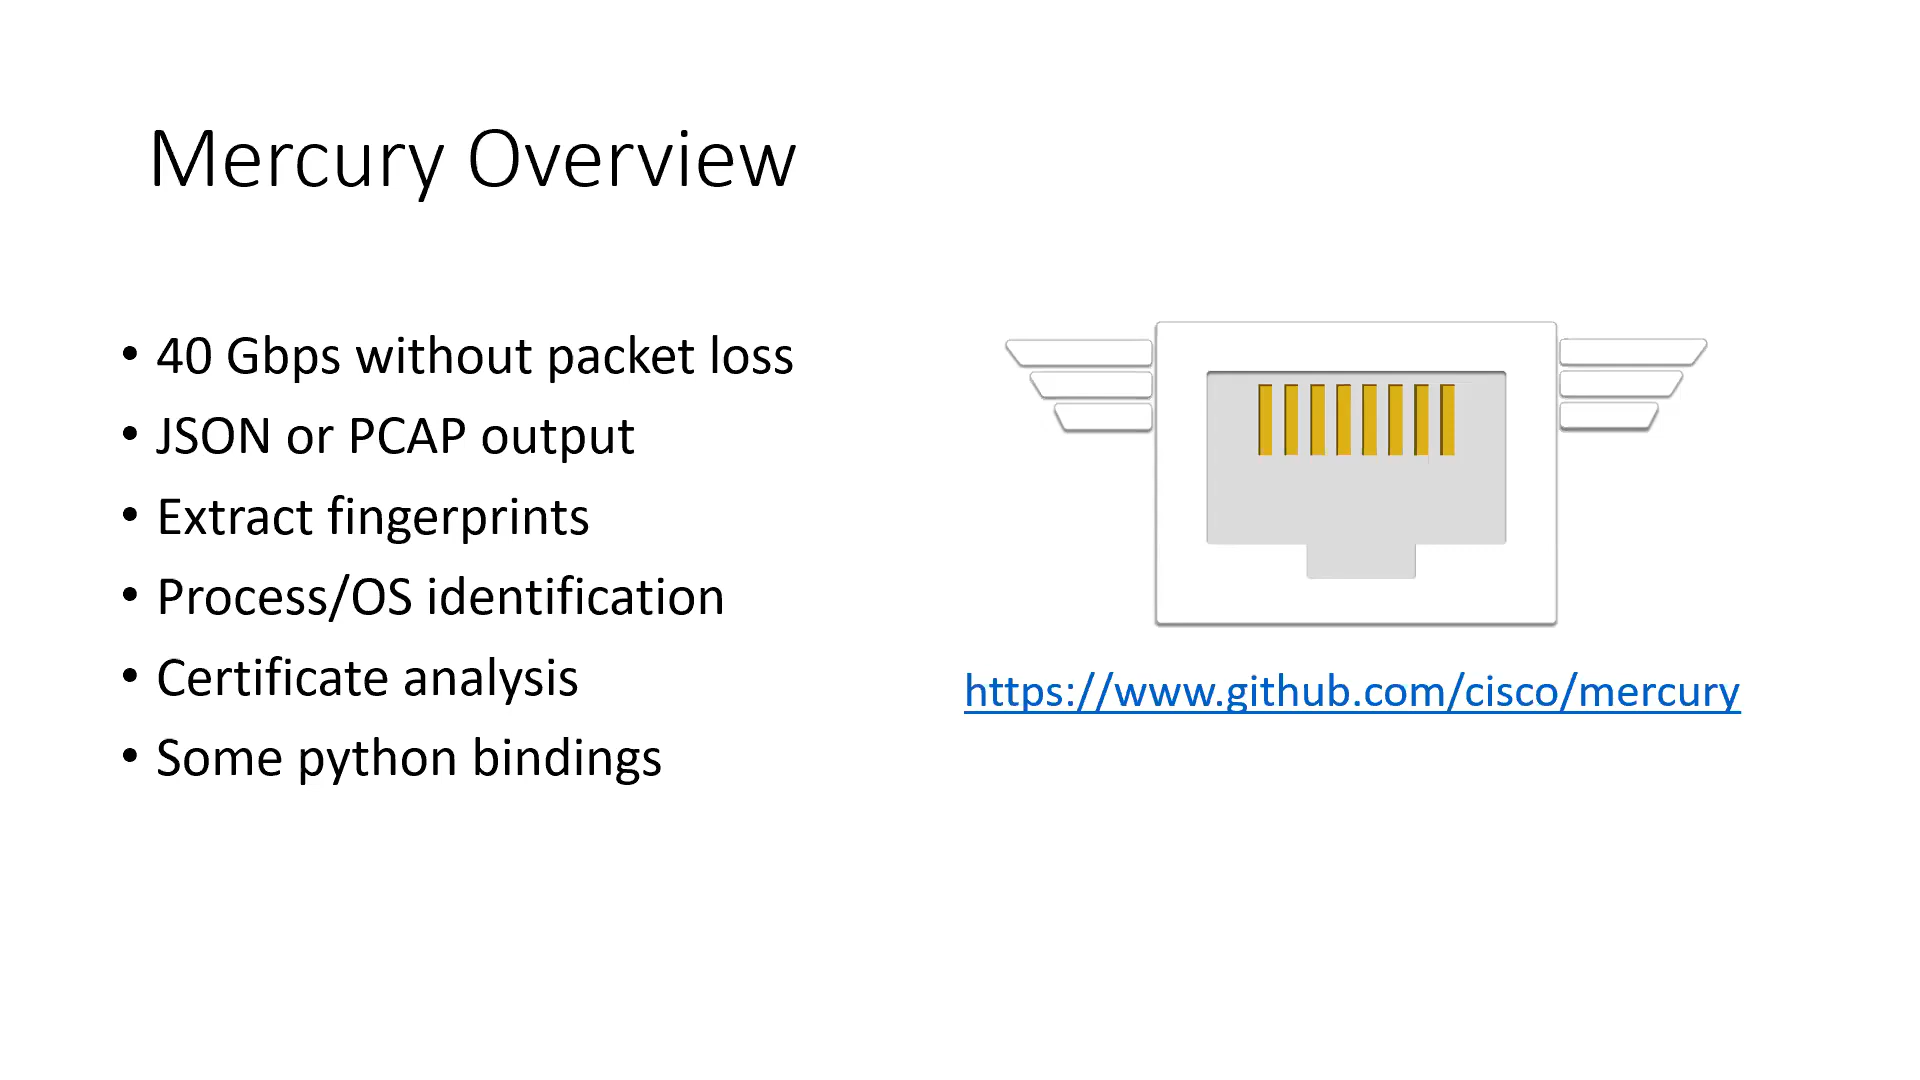 Mercury Overview
• 40 Gbps without packet loss
• JSON or PCAP output
• Extract fingerprints
• Process/OS identification
• Certificate analysis
• Some python bindings
https://www.github.com/cisco/mercury